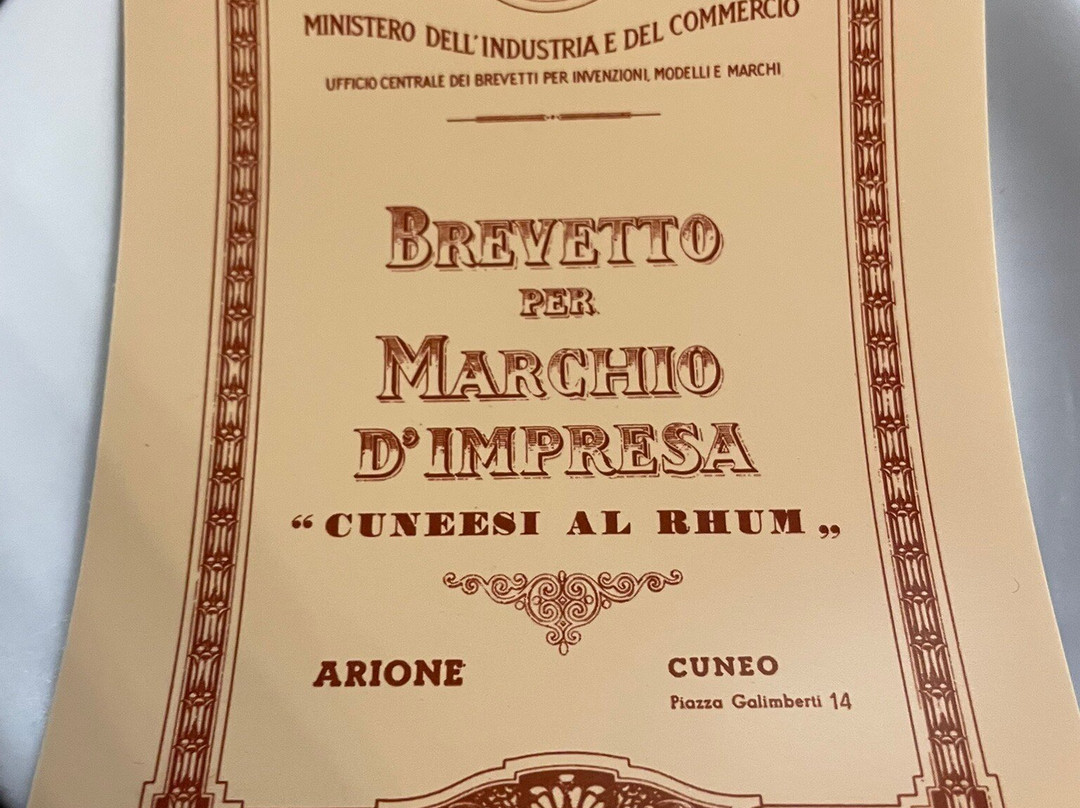 MINISTERO DELL'INDUSTRIA E DEL COMMERCIO
UFFICIO CENTRALE DEI BREVETTI PER INVENZIONI, MODELLI E MARCHI
BREVETTO
PER
MARCHIO
D'IMPRESA
“CUNEESI AL RHUM„
ARIONE
CUNEO
Piazza Galimberti 14